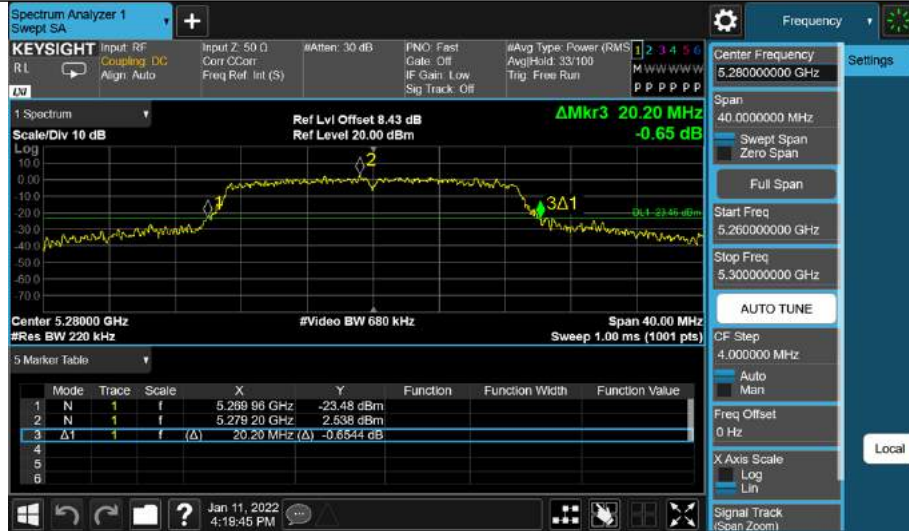 Spectrum Analyzer 1
Swept SA
+
Frequency
Settings
KEYSIGHT
RL
LXI
Input: RF
Coupling: DC
Align: Auto
Input Z: 50 Ω
Corr CCorr
Freq Ref: Int (S)
#Atten: 30 dB
PNO: Fast
Gate: Off
IF Gain: Low
Sig Track: Off
#Avg Type: Power (RMS
Avg|Hold: 33/100
Trig: Free Run
1 2 3 4 5 6
M W W W W W
P P P P P P
1 Spectrum
Scale/Div 10 dB
Ref Lvl Offset 8.43 dB
Ref Level 20.00 dBm
ΔMkr3 20.20 MHz
-0.65 dB
Log
10.0
0.00
-10.0
-20.0
-30.0
-40.0
-50.0
-60.0
-70.0
1
2
3Δ1
DL1 -23.46 dBm
Center 5.28000 GHz
#Res BW 220 kHz
#Video BW 680 kHz
Span 40.00 MHz
Sweep 1.00 ms (1001 pts)
5 Marker Table
Mode Trace Scale X Y Function Function Width Function Value
1 N 1 f 5.269 96 GHz -23.48 dBm
2 N 1 f 5.279 20 GHz 2.538 dBm
3 Δ1 1 f (Δ) 20.20 MHz (Δ) -0.6544 dB
4
5
6
?
Jan 11, 2022
4:19:45 PM
Center Frequency
5.280000000 GHz
Span
40.0000000 MHz
Swept Span
Zero Span
Full Span
Start Freq
5.260000000 GHz
Stop Freq
5.300000000 GHz
AUTO TUNE
CF Step
4.000000 MHz
Auto
Man
Freq Offset
0 Hz
X Axis Scale
Log
Lin
Signal Track
(Span Zoom)
Local